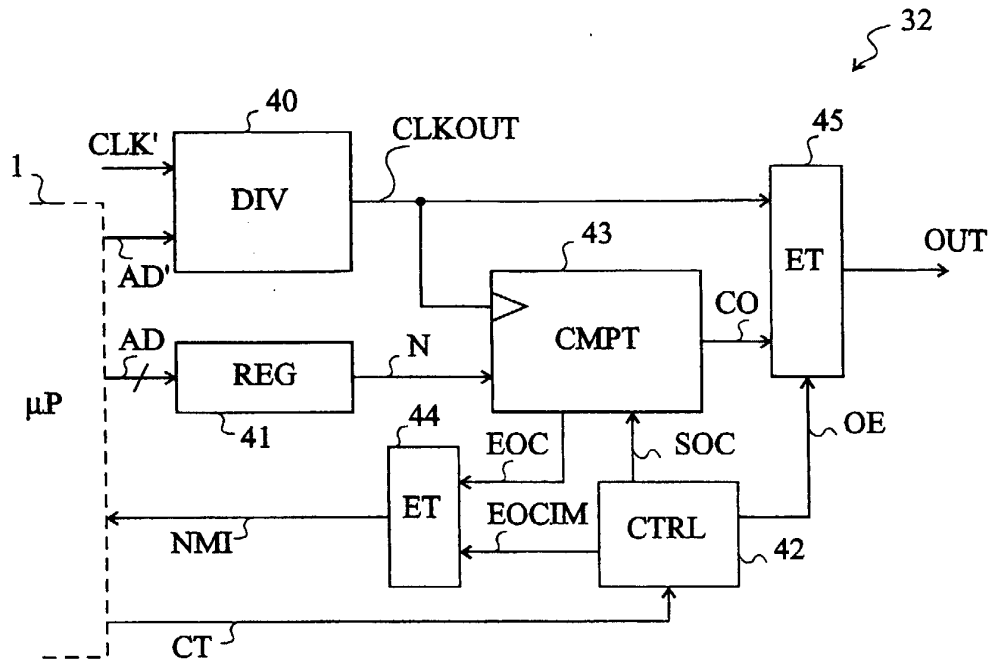 32
40
45
CLK'
CLKOUT
1
DIV
43
OUT
AD'
ET
CO
AD
N
CMPT
REG
μP
41
44
EOC
SOC
OE
ET
EOCIM
CTRL
NMI
42
CT